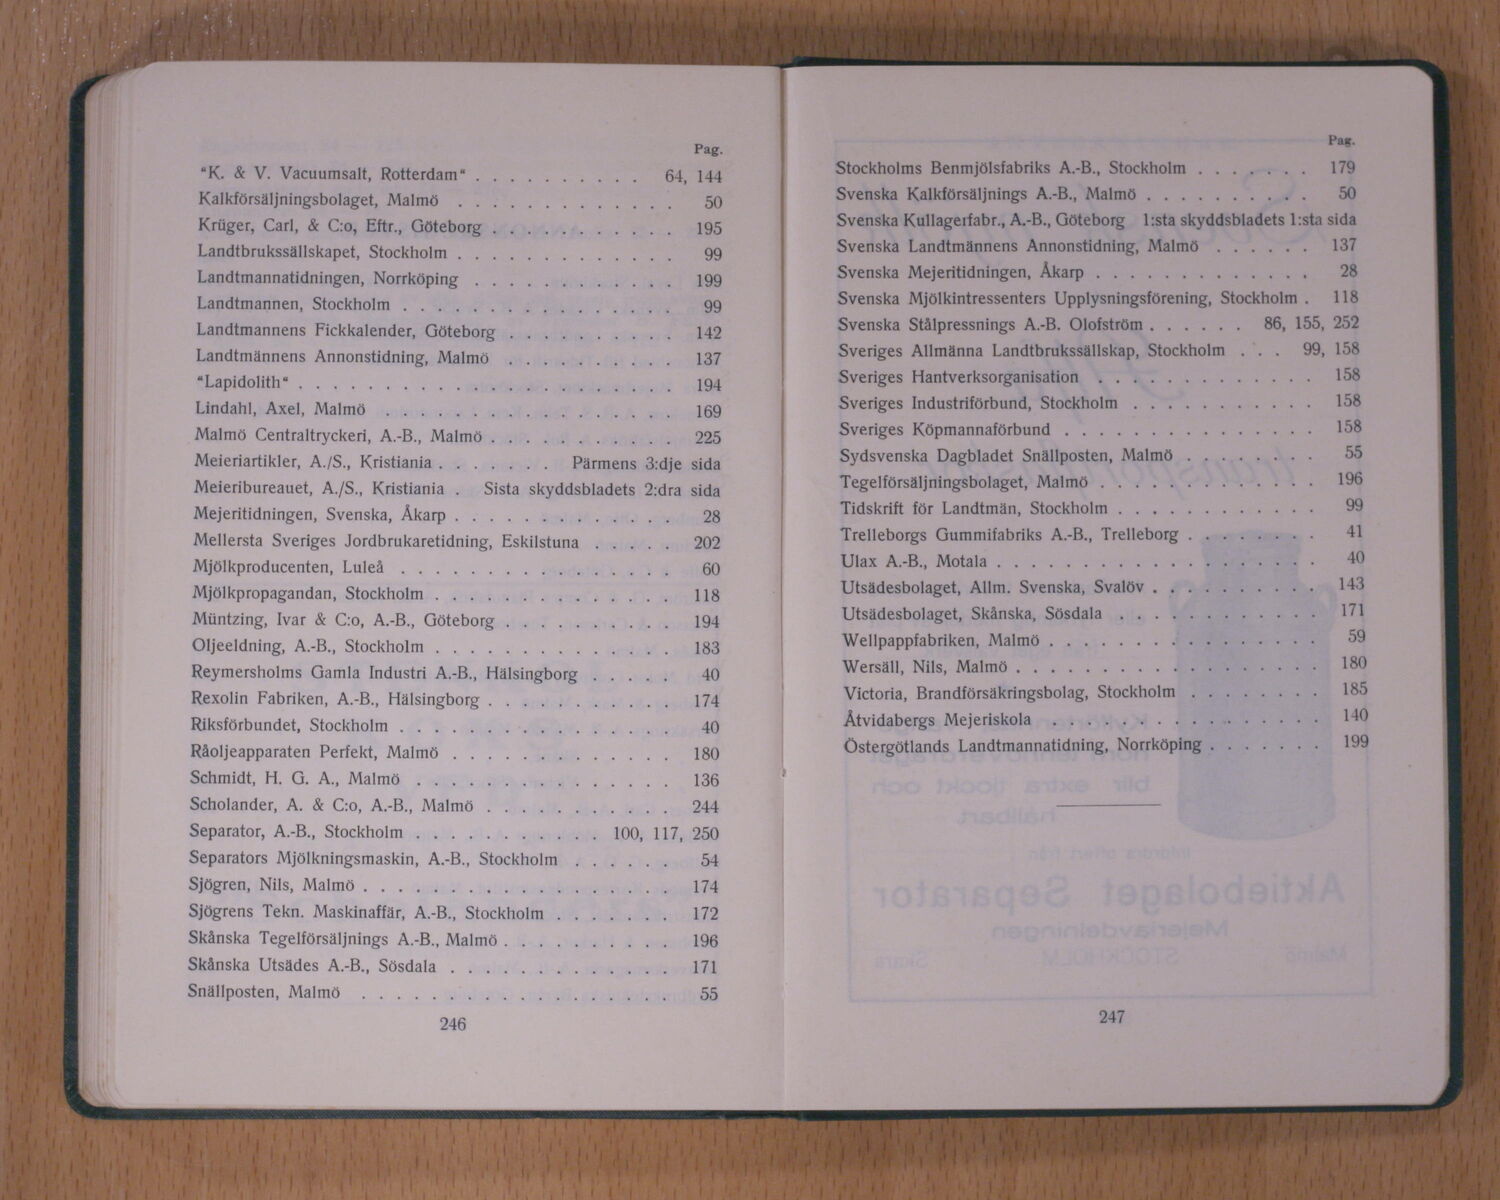 Pag.
"K. & V. Vacuumsalt, Rotterdam" . . . . . . . . . . 64, 144
Kalkförsäljningsbolaget, Malmö . . . . . . . . . . . . . 50
Krüger, Carl, & C:o, Eftr., Göteborg . . . . . . . . . . . 195
Landtbrukssällskapet, Stockholm . . . . . . . . . . . . . 99
Landtmannatidningen, Norrköping . . . . . . . . . . . . 199
Landtmannen, Stockholm . . . . . . . . . . . . . . . . 99
Landtmannens Fickkalender, Göteborg . . . . . . . . . . 142
Landtmännens Annonstidning, Malmö . . . . . . . . . . 137
"Lapidolith" . . . . . . . . . . . . . . . . . . . . . . 194
Lindahl, Axel, Malmö . . . . . . . . . . . . . . . . . 169
Malmö Centraltryckeri, A.-B., Malmö . . . . . . . . . . . 225
Meieriartikler, A./S., Kristiania . . . . . . . Pärmens 3:dje sida
Meieribureauet, A./S., Kristiania . Sista skyddsbladets 2:dra sida
Mejeritidningen, Svenska, Åkarp . . . . . . . . . . . . . 28
Mellersta Sveriges Jordbrukaretidning, Eskilstuna . . . . . 202
Mjölkproducenten, Luleå . . . . . . . . . . . . . . . . 60
Mjölkpropagandan, Stockholm . . . . . . . . . . . . . . 118
Müntzing, Ivar & C:o, A.-B., Göteborg . . . . . . . . . . 194
Oljeeldning, A.-B., Stockholm . . . . . . . . . . . . . . 183
Reymersholms Gamla Industri A.-B., Hälsingborg . . . . . 40
Rexolin Fabriken, A.-B., Hälsingborg . . . . . . . . . . . 174
Riksförbundet, Stockholm . . . . . . . . . . . . . . . . 40
Råoljeapparaten Perfekt, Malmö . . . . . . . . . . . . . 180
Schmidt, H. G. A., Malmö . . . . . . . . . . . . . . . 136
Scholander, A. & C:o, A.-B., Malmö . . . . . . . . . . . 244
Separator, A.-B., Stockholm . . . . . . . . . . . 100, 117, 250
Separators Mjölkningsmaskin, A.-B., Stockholm . . . . . . 54
Sjögren, Nils, Malmö . . . . . . . . . . . . . . . . . . 174
Sjögrens Tekn. Maskinaffär, A.-B., Stockholm . . . . . . . 172
Skånska Tegelförsäljnings A.-B., Malmö . . . . . . . . . . 196
Skånska Utsädes A.-B., Sösdala . . . . . . . . . . . . . 171
Snällposten, Malmö . . . . . . . . . . . . . . . . . . 55
246
Pag.
Stockholms Benmjölsfabriks A.-B., Stockholm . . . . . . . 179
Svenska Kalkförsäljnings A.-B., Malmö . . . . . . . . . . 50
Svenska Kullagerfabr., A.-B., Göteborg 1:sta skyddsbladets 1:sta sida
Svenska Landtmännens Annonstidning, Malmö . . . . . . 137
Svenska Mejeritidningen, Åkarp . . . . . . . . . . . . . 28
Svenska Mjölkintressenters Upplysningsförening, Stockholm . 118
Svenska Stålpressnings A.-B. Olofström . . . . . . 86, 155, 252
Sveriges Allmänna Landtbrukssällskap, Stockholm . . . 99, 158
Sveriges Hantverksorganisation . . . . . . . . . . . . . 158
Sveriges Industriförbund, Stockholm . . . . . . . . . . . 158
Sveriges Köpmannaförbund . . . . . . . . . . . . . . . 158
Sydsvenska Dagbladet Snällposten, Malmö . . . . . . . . 55
Tegelförsäljningsbolaget, Malmö . . . . . . . . . . . . . 196
Tidskrift för Landtmän, Stockholm . . . . . . . . . . . . 99
Trelleborgs Gummifabriks A.-B., Trelleborg . . . . . . . . 41
Ulax A.-B., Motala . . . . . . . . . . . . . . . . . . . 40
Utsädesbolaget, Allm. Svenska, Svalöv . . . . . . . . . . 143
Utsädesbolaget, Skånska, Sösdala . . . . . . . . . . . . 171
Wellpappfabriken, Malmö . . . . . . . . . . . . . . . . 59
Wersäll, Nils, Malmö . . . . . . . . . . . . . . . . . . 180
Victoria, Brandförsäkringsbolag, Stockholm . . . . . . . . 185
Åtvidabergs Mejeriskola . . . . . . . . . . . . . . . . 140
Östergötlands Landtmannatidning, Norrköping . . . . . . . 199
247